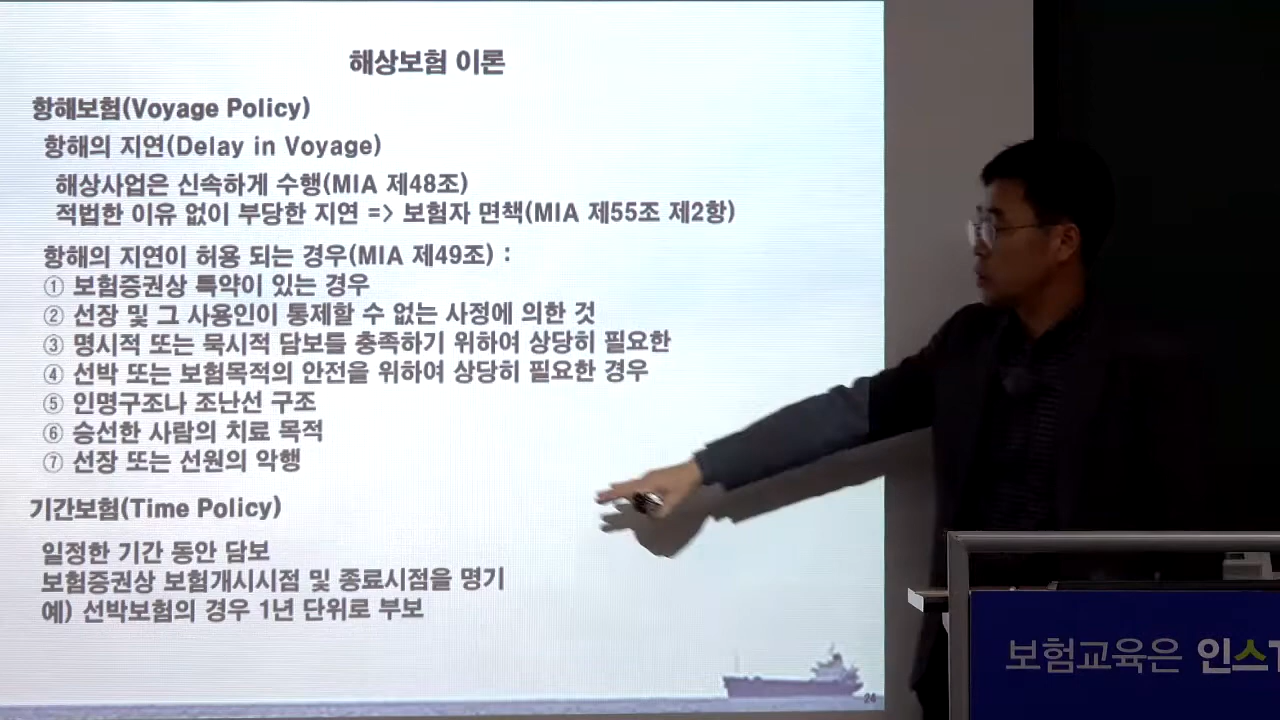 해상보험 이론
항해보험(Voyage Policy)
항해의 지연(Delay in Voyage)
해상사업은 신속하게 수행(MIA 제48조)
적법한 이유 없이 부당한 지연 => 보험자 면책(MIA 제55조 제2항)
항해의 지연이 허용 되는 경우(MIA 제49조) :
① 보험증권상 특약이 있는 경우
② 선장 및 그 사용인이 통제할 수 없는 사정에 의한 것
③ 명시적 또는 묵시적 담보를 충족하기 위하여 상당히 필요한
④ 선박 또는 보험목적의 안전을 위하여 상당히 필요한 경우
⑤ 인명구조나 조난선 구조
⑥ 승선한 사람의 치료 목적
⑦ 선장 또는 선원의 악행
기간보험(Time Policy)
일정한 기간 동안 담보
보험증권상 보험개시시점 및 종료시점을 명기
예) 선박보험의 경우 1년 단위로 부보
24
보험교육은 인스